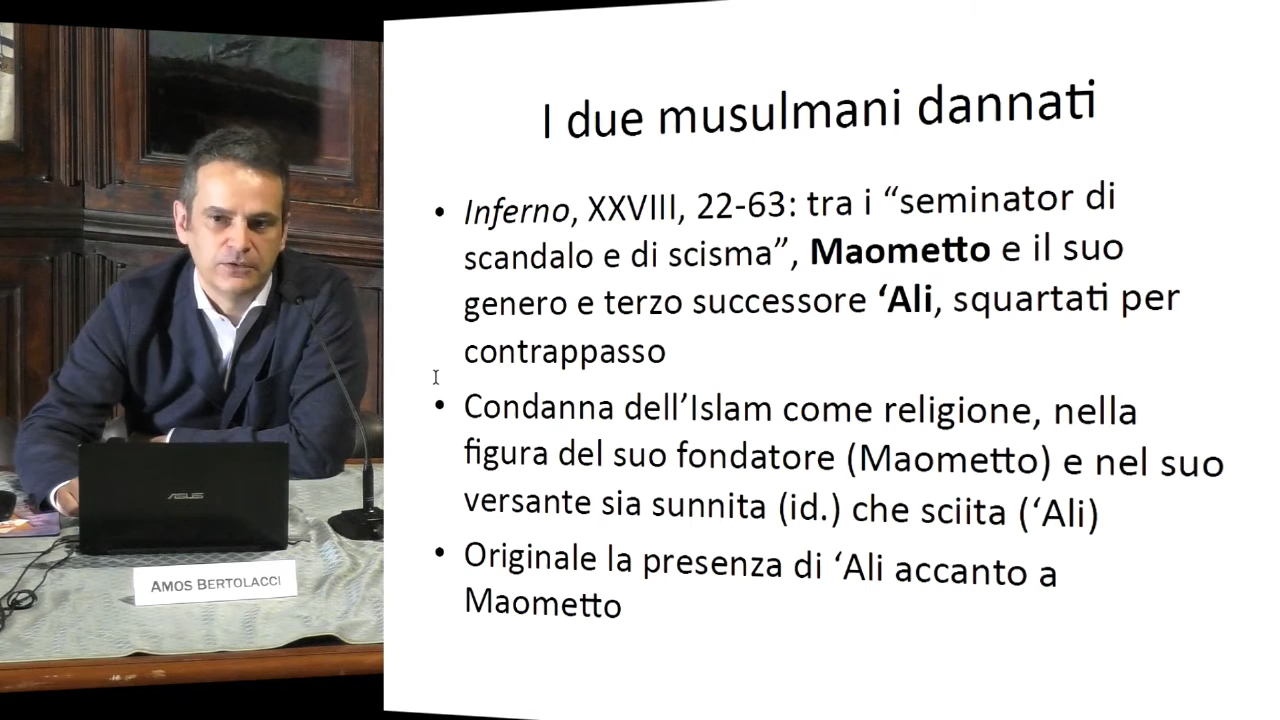 I due musulmani dannati
• Inferno, XXVIII, 22-63: tra i “seminator di
scandalo e di scisma”, Maometto e il suo
genero e terzo successore ‘Ali, squartati per
contrappasso
• Condanna dell’Islam come religione, nella
figura del suo fondatore (Maometto) e nel suo
versante sia sunnita (id.) che sciita (‘Ali)
• Originale la presenza di ‘Ali accanto a
Maometto
ASUS
AMOS BERTOLACCI